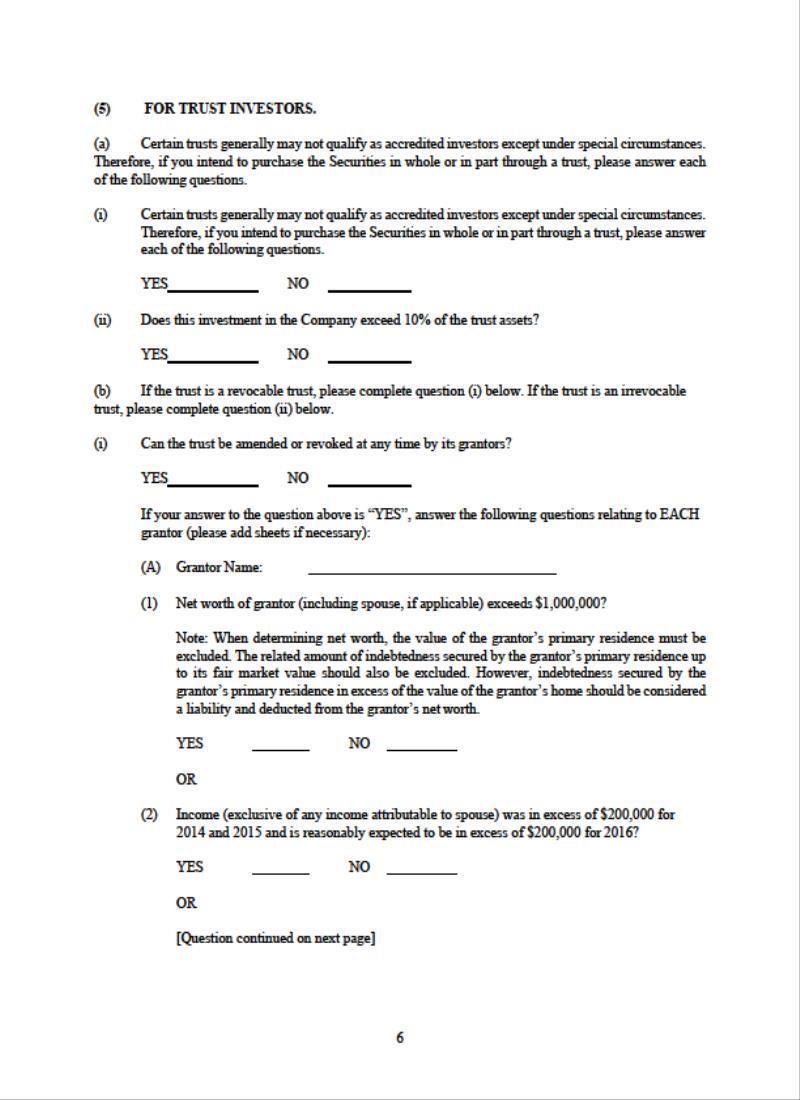 (5) FOR TRUST INVESTORS.
(a) Certain trusts generally may not qualify as accredited investors except under special circumstances.
Therefore, if you intend to purchase the Securities in whole or in part through a trust, please answer each
of the following questions.
(i) Certain trusts generally may not qualify as accredited investors except under special circumstances.
Therefore, if you intend to purchase the Securities in whole or in part through a trust, please answer
each of the following questions.
YES__________ NO __________
(ii) Does this investment in the Company exceed 10% of the trust assets?
YES__________ NO __________
(b) If the trust is a revocable trust, please complete question (i) below. If the trust is an irrevocable
trust, please complete question (ii) below.
(i) Can the trust be amended or revoked at any time by its grantors?
YES__________ NO __________
If your answer to the question above is “YES”, answer the following questions relating to EACH
grantor (please add sheets if necessary):
(A) Grantor Name: ______________________________
(1) Net worth of grantor (including spouse, if applicable) exceeds $1,000,000?
Note: When determining net worth, the value of the grantor’s primary residence must be
excluded. The related amount of indebtedness secured by the grantor’s primary residence up
to its fair market value should also be excluded. However, indebtedness secured by the
grantor’s primary residence in excess of the value of the grantor’s home should be considered
a liability and deducted from the grantor’s net worth.
YES _______ NO ________
OR
(2) Income (exclusive of any income attributable to spouse) was in excess of $200,000 for
2014 and 2015 and is reasonably expected to be in excess of $200,000 for 2016?
YES _______ NO ________
OR
[Question continued on next page]
6